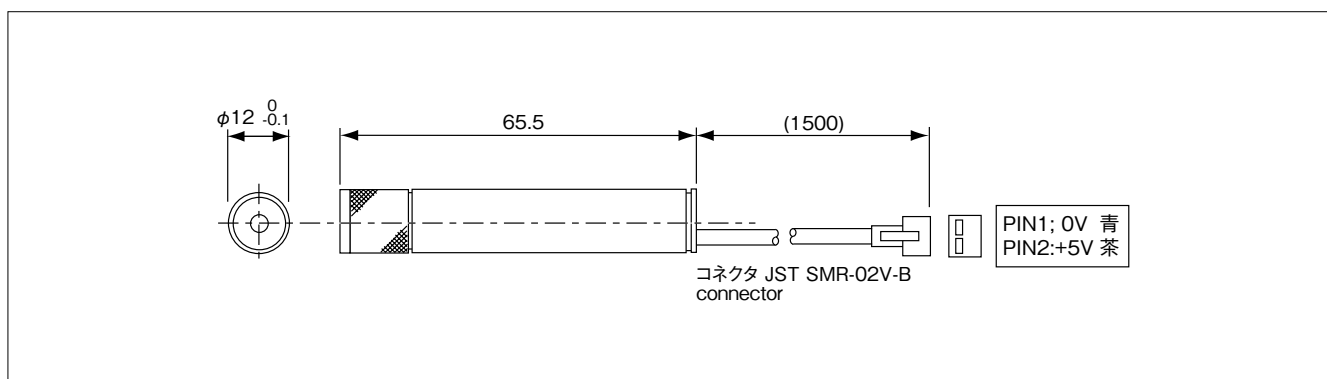 φ12 0 -0.1
65.5
(1500)
PIN1; 0V 青
PIN2:+5V 茶
コネクタ JST SMR-02V-B
connector